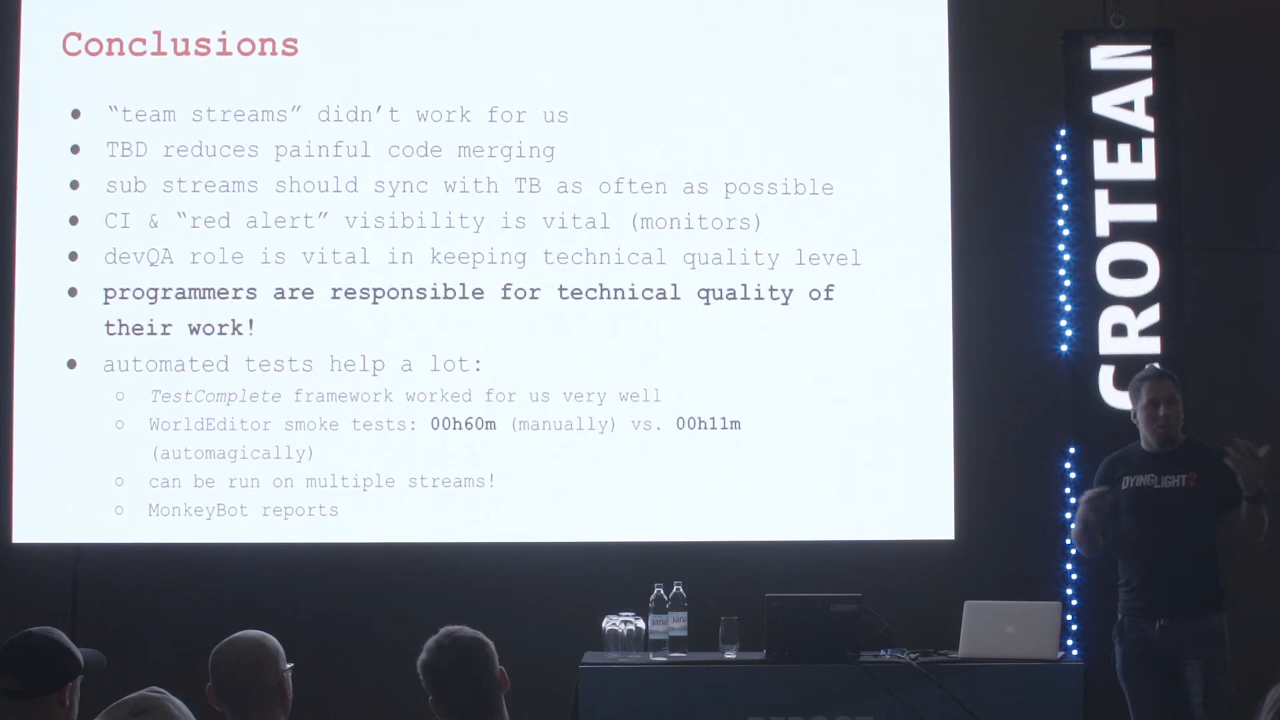 Conclusions
● “team streams” didn’t work for us
● TBD reduces painful code merging
● sub streams should sync with TB as often as possible
● CI & “red alert” visibility is vital (monitors)
● devQA role is vital in keeping technical quality level
● programmers are responsible for technical quality of
their work!
● automated tests help a lot:
○ TestComplete framework worked for us very well
○ WorldEditor smoke tests: 00h60m (manually) vs. 00h11m
(automagically)
○ can be run on multiple streams!
○ MonkeyBot reports
CROTEAM
DYINGLIGHT2
jana
jana